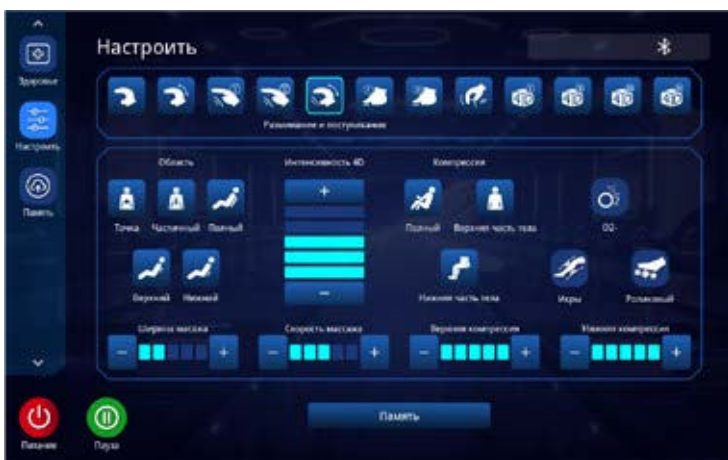 Настроить
Здоровье
Настроить
Память
Разминание и постукивание
Область
Интенсивность 4D
Компрессия
Точка
Частичный
Полный
Полный
Верхняя часть тела
O2-
Верхний
Нижний
Нижняя часть тела
Икры
Роликовый
Ширина массажа
Скорость массажа
Верхняя компрессия
Нижняя компрессия
Память
Питание
Пауза